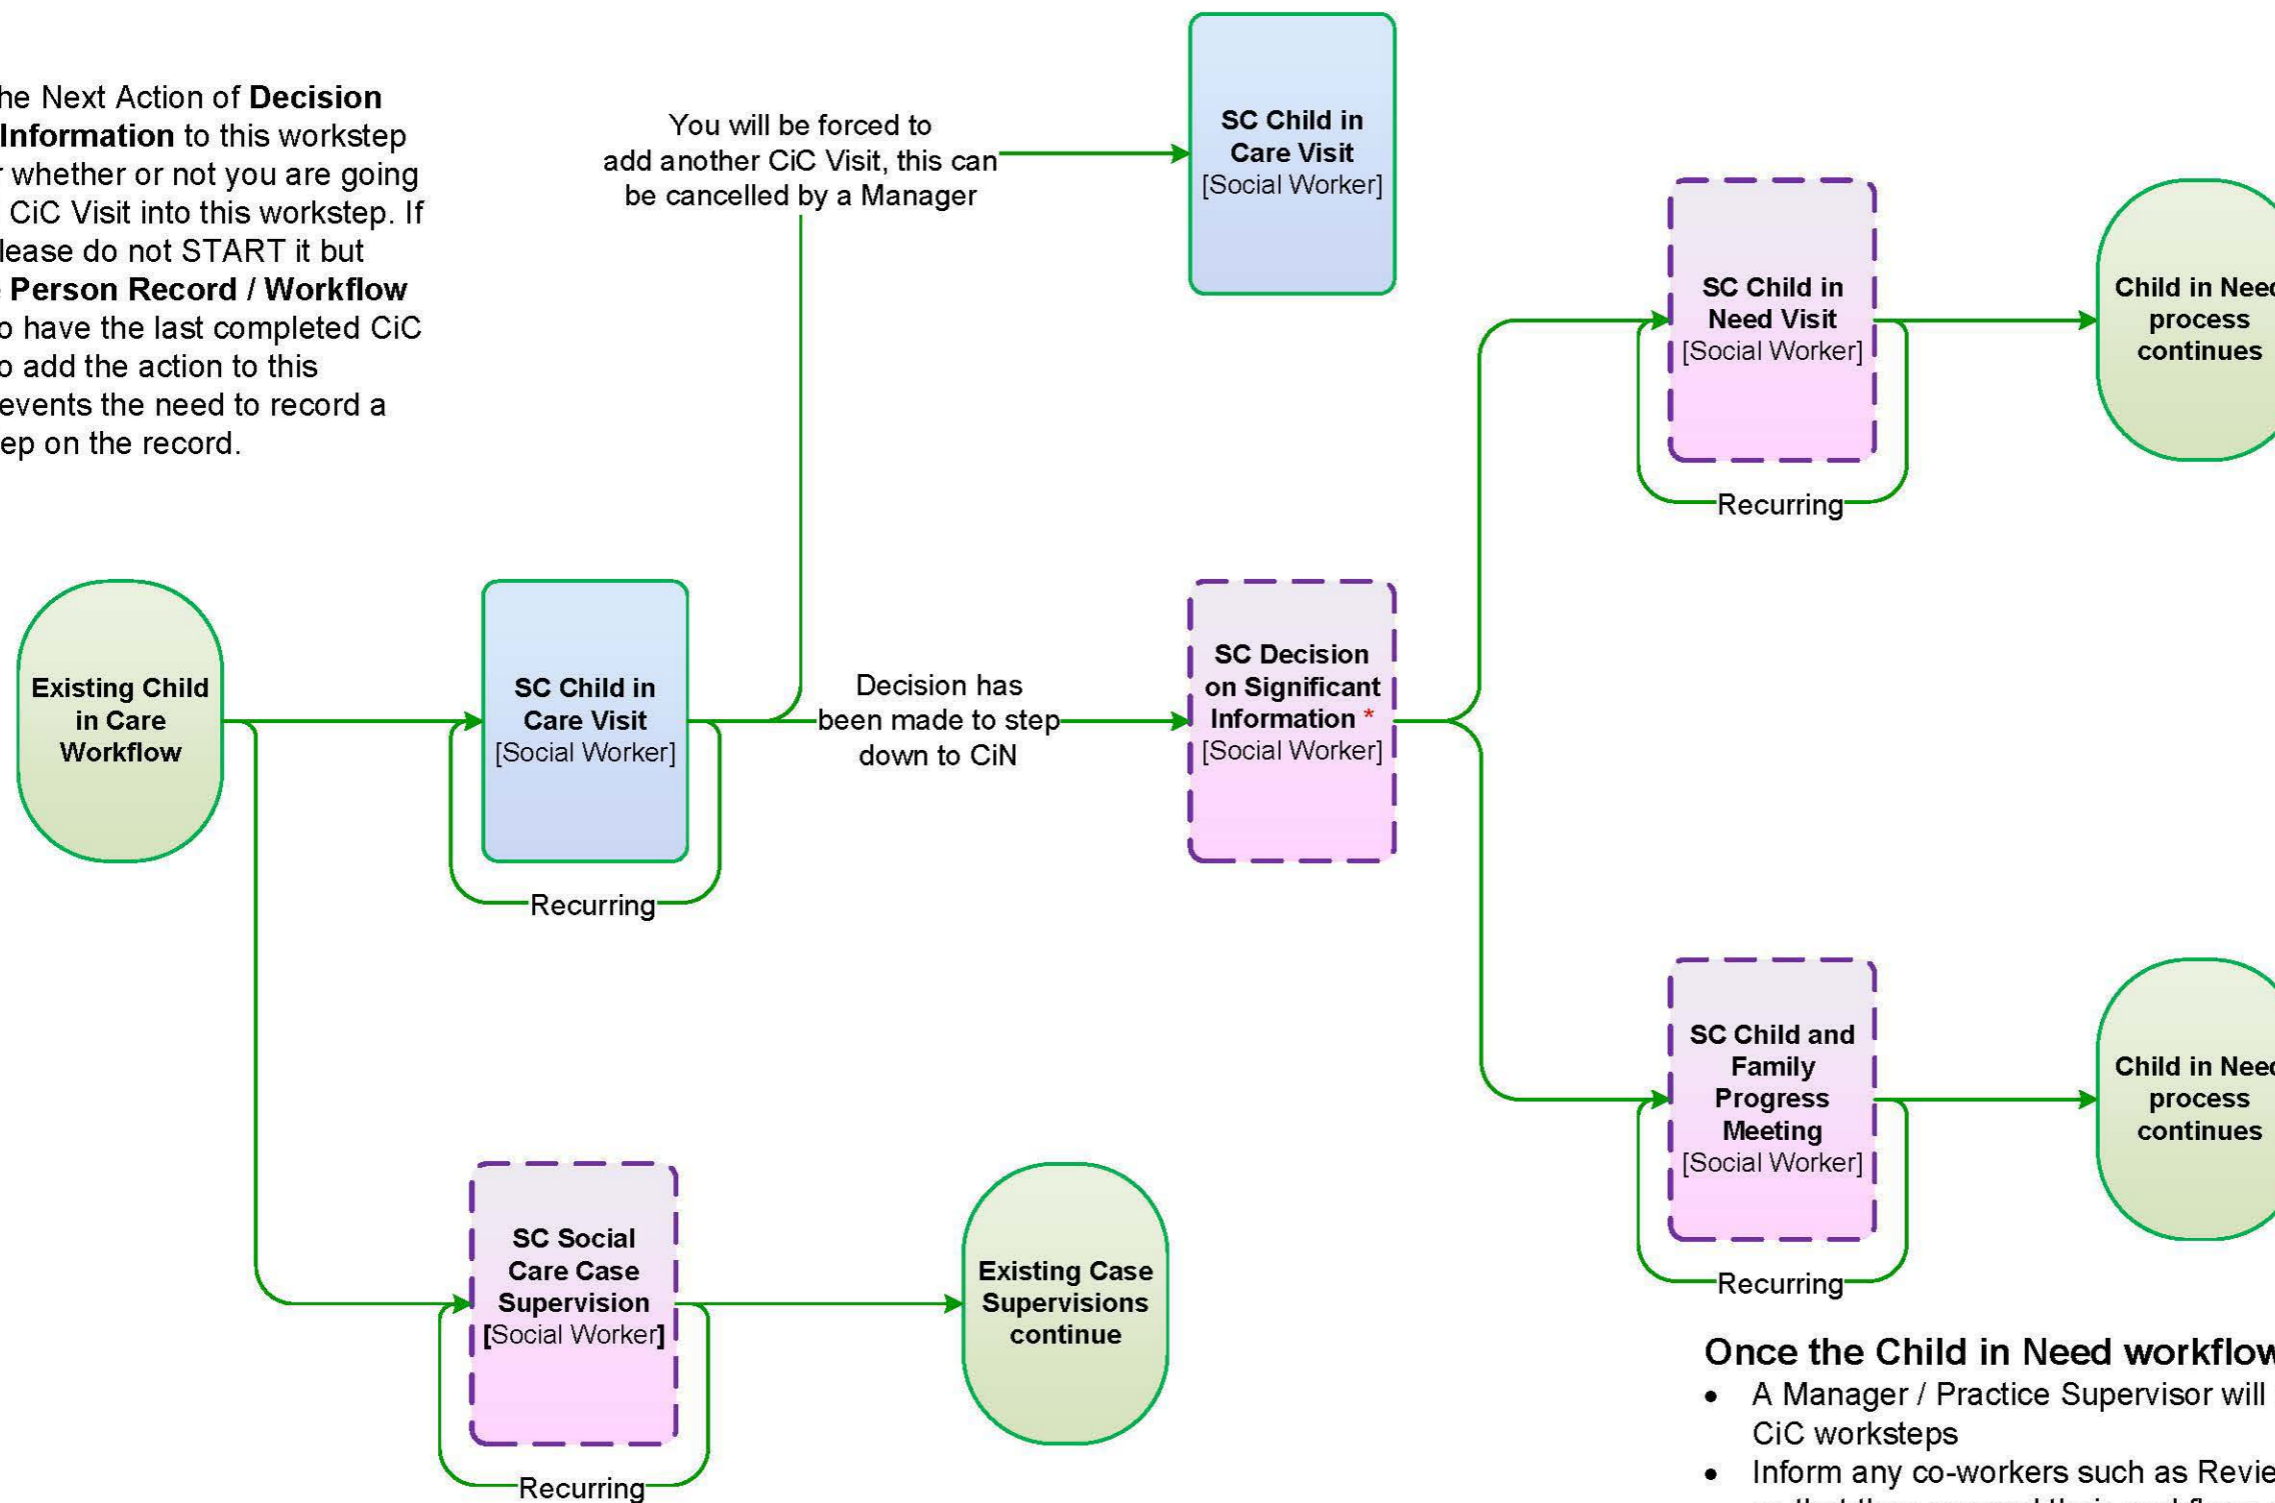 he Next Action of Decision
Information to this workstep
whether or not you are going
CiC Visit into this workstep. If
lease do not START it but
Person Record / Workflow
o have the last completed CiC
o add the action to this
events the need to record a
ep on the record.
You will be forced to
add another CiC Visit, this can
be cancelled by a Manager
SC Child in
Care Visit
[Social Worker]
SC Child in
Need Visit
[Social Worker]
Recurring
Child in Need
process
continues
Existing Child
in Care
Workflow
SC Child in
Care Visit
[Social Worker]
Recurring
Decision has
been made to step
down to CiN
SC Decision
on Significant
Information *
[Social Worker]
SC Child and
Family
Progress
Meeting
[Social Worker]
Recurring
Child in Need
process
continues
SC Social
Care Case
Supervision
[Social Worker]
Recurring
Existing Case
Supervisions
continue
Once the Child in Need workflow
• A Manager / Practice Supervisor will
CiC worksteps
• Inform any co-workers such as Revie